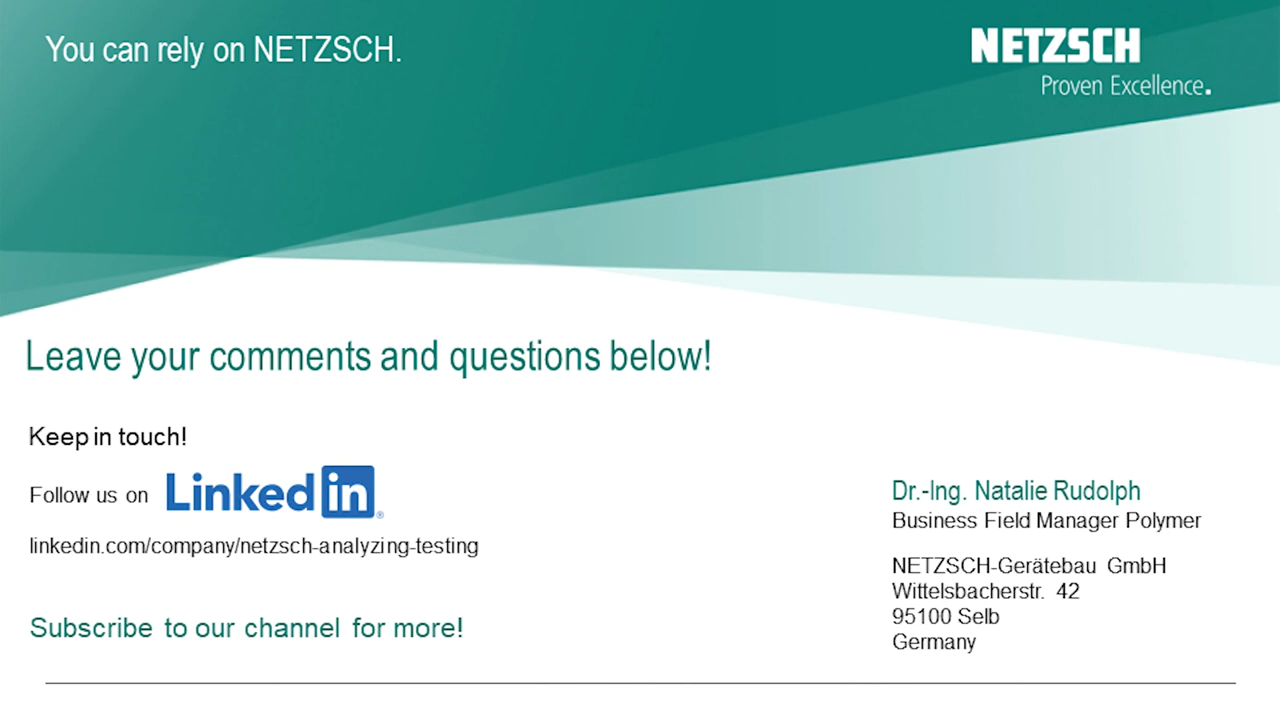 You can rely on NETZSCH.
NETZSCH
Proven Excellence.
Leave your comments and questions below!
Keep in touch!
Follow us on LinkedIn®
linkedin.com/company/netzsch-analyzing-testing
Subscribe to our channel for more!
Dr.-Ing. Natalie Rudolph
Business Field Manager Polymer
NETZSCH-Gerätebau GmbH
Wittelsbacherstr. 42
95100 Selb
Germany